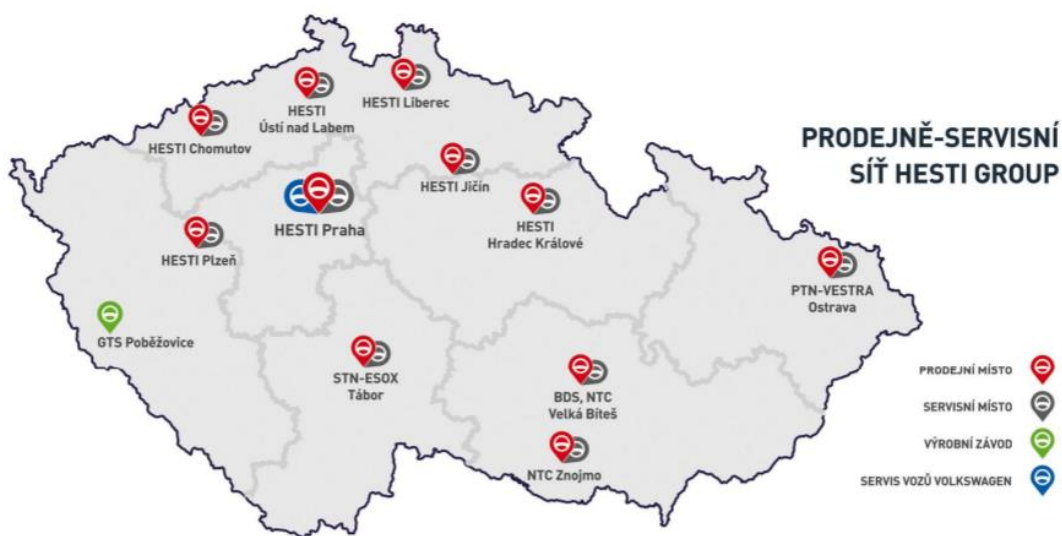 PRODEJNĚ-SERVISNÍ
SÍŤ HESTI GROUP
HESTI Liberec
HESTI
Ústí nad Labem
HESTI Chomutov
HESTI Jičín
HESTI Praha
HESTI
Hradec Králové
HESTI Plzeň
PTN-VESTRA
Ostrava
GTS Poběžovice
STN-ESOX
Tábor
BDS, NTC
Velká Bíteš
NTC Znojmo
PRODEJNÍ MÍSTO
SERVISNÍ MÍSTO
VÝROBNÍ ZÁVOD
SERVIS VOZŮ VOLKSWAGEN